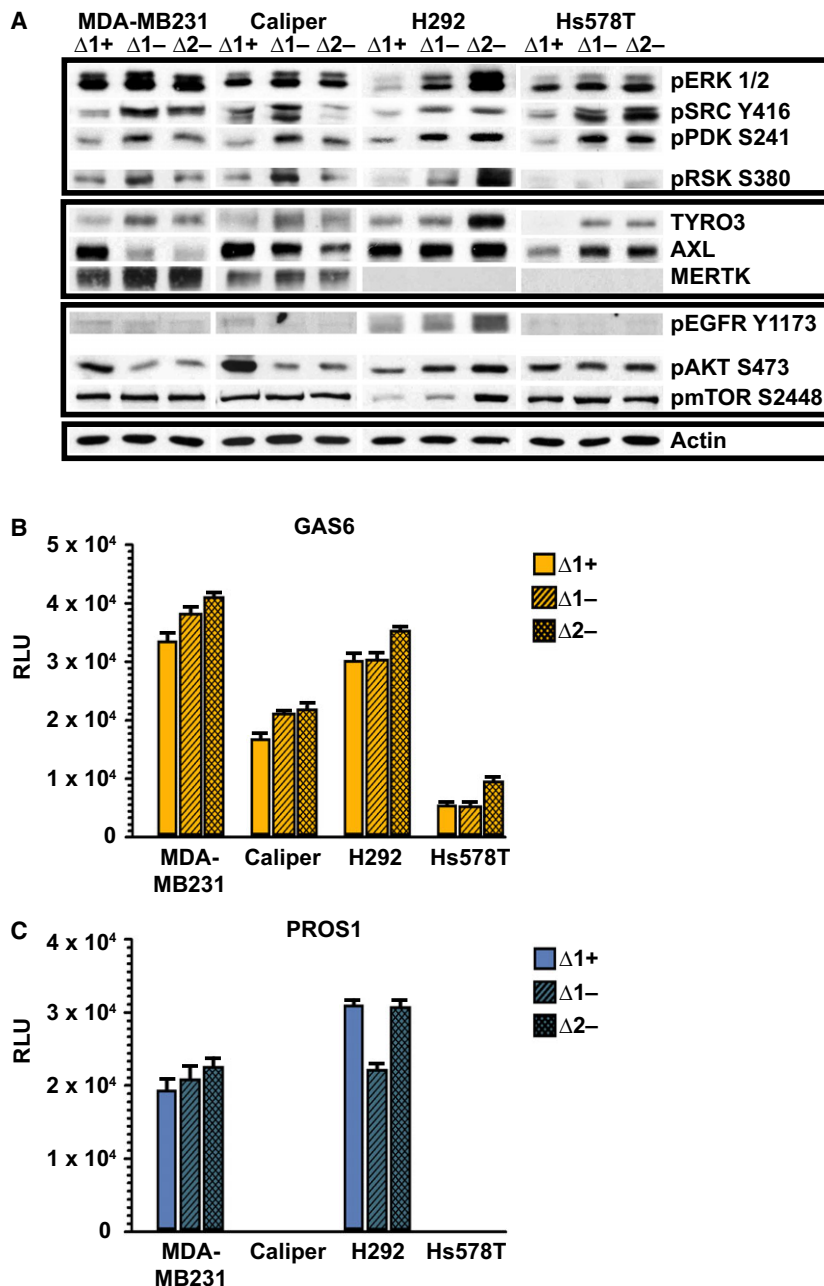 A
MDA-MB231 Caliper H292 Hs578T
Δ1+ Δ1– Δ2– Δ1+ Δ1– Δ2– Δ1+ Δ1– Δ2– Δ1+ Δ1– Δ2–
pERK 1/2
pSRC Y416
pPDK S241
pRSK S380
TYRO3
AXL
MERTK
pEGFR Y1173
pAKT S473
pmTOR S2448
Actin
B
GAS6
5 x 10⁴
4 x 10⁴
3 x 10⁴
2 x 10⁴
1 x 10⁴
0
RLU
MDA-
MB231
Caliper
H292
Hs578T
Δ1+
Δ1–
Δ2–
C
PROS1
4 x 10⁴
3 x 10⁴
2 x 10⁴
1 x 10⁴
0
RLU
MDA-
MB231
Caliper
H292
Hs578T
Δ1+
Δ1–
Δ2–